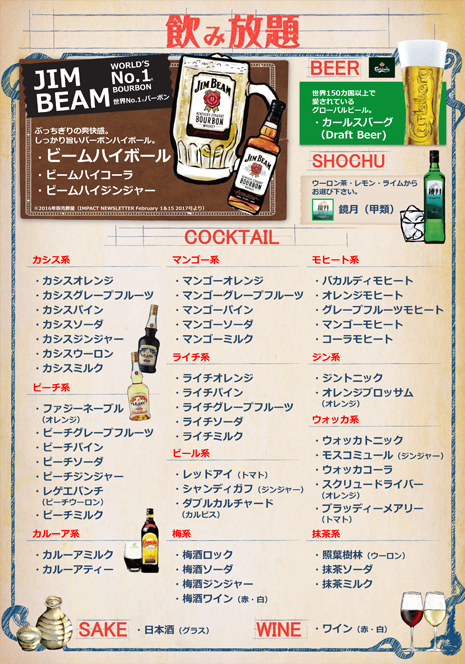 飲み放題
JIM BEAM
WORLD'S
No.1
BOURBON
世界No.1バーボン
ぶっちぎりの爽快感。
しっかり旨いバーボンハイボール。
・ビームハイボール
・ビームハイコーラ
・ビームハイジンジャー
※2016年販売数量（IMPACT NEWSLETTER February 1&15 2017号より）
JIM BEAM
BOURBON
JIM BEAM
BOURBON
BEER
Carlsberg
世界150カ国以上で
愛されている
グローバルビール。
・カールスバーグ
(Draft Beer)
Carlsberg
SHOCHU
ウーロン茶・レモン・ライムから
お選び下さい。
鏡月
鏡月（甲類）
鏡月
COCKTAIL
カシス系
・カシスオレンジ
・カシスグレープフルーツ
・カシスパイン
・カシスソーダ
・カシスジンジャー
・カシスウーロン
・カシスミルク
ピーチ系
・ファジーネーブル
（オレンジ）
・ピーチグレープフルーツ
・ピーチパイン
・ピーチソーダ
・ピーチジンジャー
・レゲエパンチ
（ピーチウーロン）
・ピーチミルク
カルーア系
・カルーアミルク
・カルーアティー
マンゴー系
・マンゴーオレンジ
・マンゴーグレープフルーツ
・マンゴーパイン
・マンゴーソーダ
・マンゴーミルク
ライチ系
・ライチオレンジ
・ライチパイン
・ライチグレープフルーツ
・ライチソーダ
・ライチミルク
ビール系
・レッドアイ（トマト）
・シャンディガフ（ジンジャー）
・ダブルカルチャード
（カルピス）
梅系
・梅酒ロック
・梅酒ソーダ
・梅酒ジンジャー
・梅酒ワイン（赤・白）
モヒート系
・バカルディモヒート
・オレンジモヒート
・グレープフルーツモヒート
・マンゴーモヒート
・コーラモヒート
ジン系
・ジントニック
・オレンジブロッサム
（オレンジ）
ウォッカ系
・ウォッカトニック
・モスコミュール（ジンジャー）
・ウォッカコーラ
・スクリュードライバー
（オレンジ）
・ブラッディーメアリー
（トマト）
抹茶系
・照葉樹林（ウーロン）
・抹茶ソーダ
・抹茶ミルク
SAKE ・日本酒（グラス）
WINE ・ワイン（赤・白）